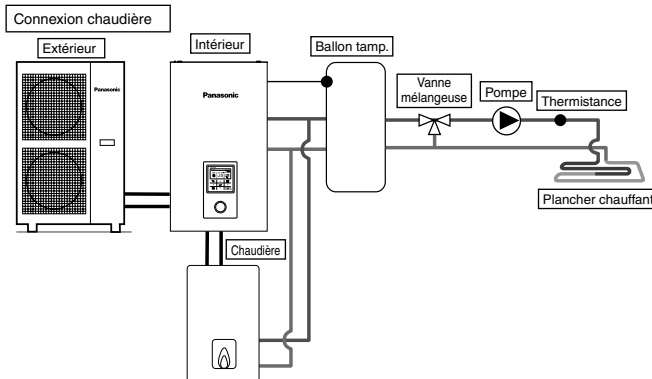 Connexion chaudière
Extérieur
Intérieur
Ballon tamp.
Vanne
mélangeuse
Pompe
Thermistance
Panasonic
Panasonic
Plancher chauffant
Chaudière